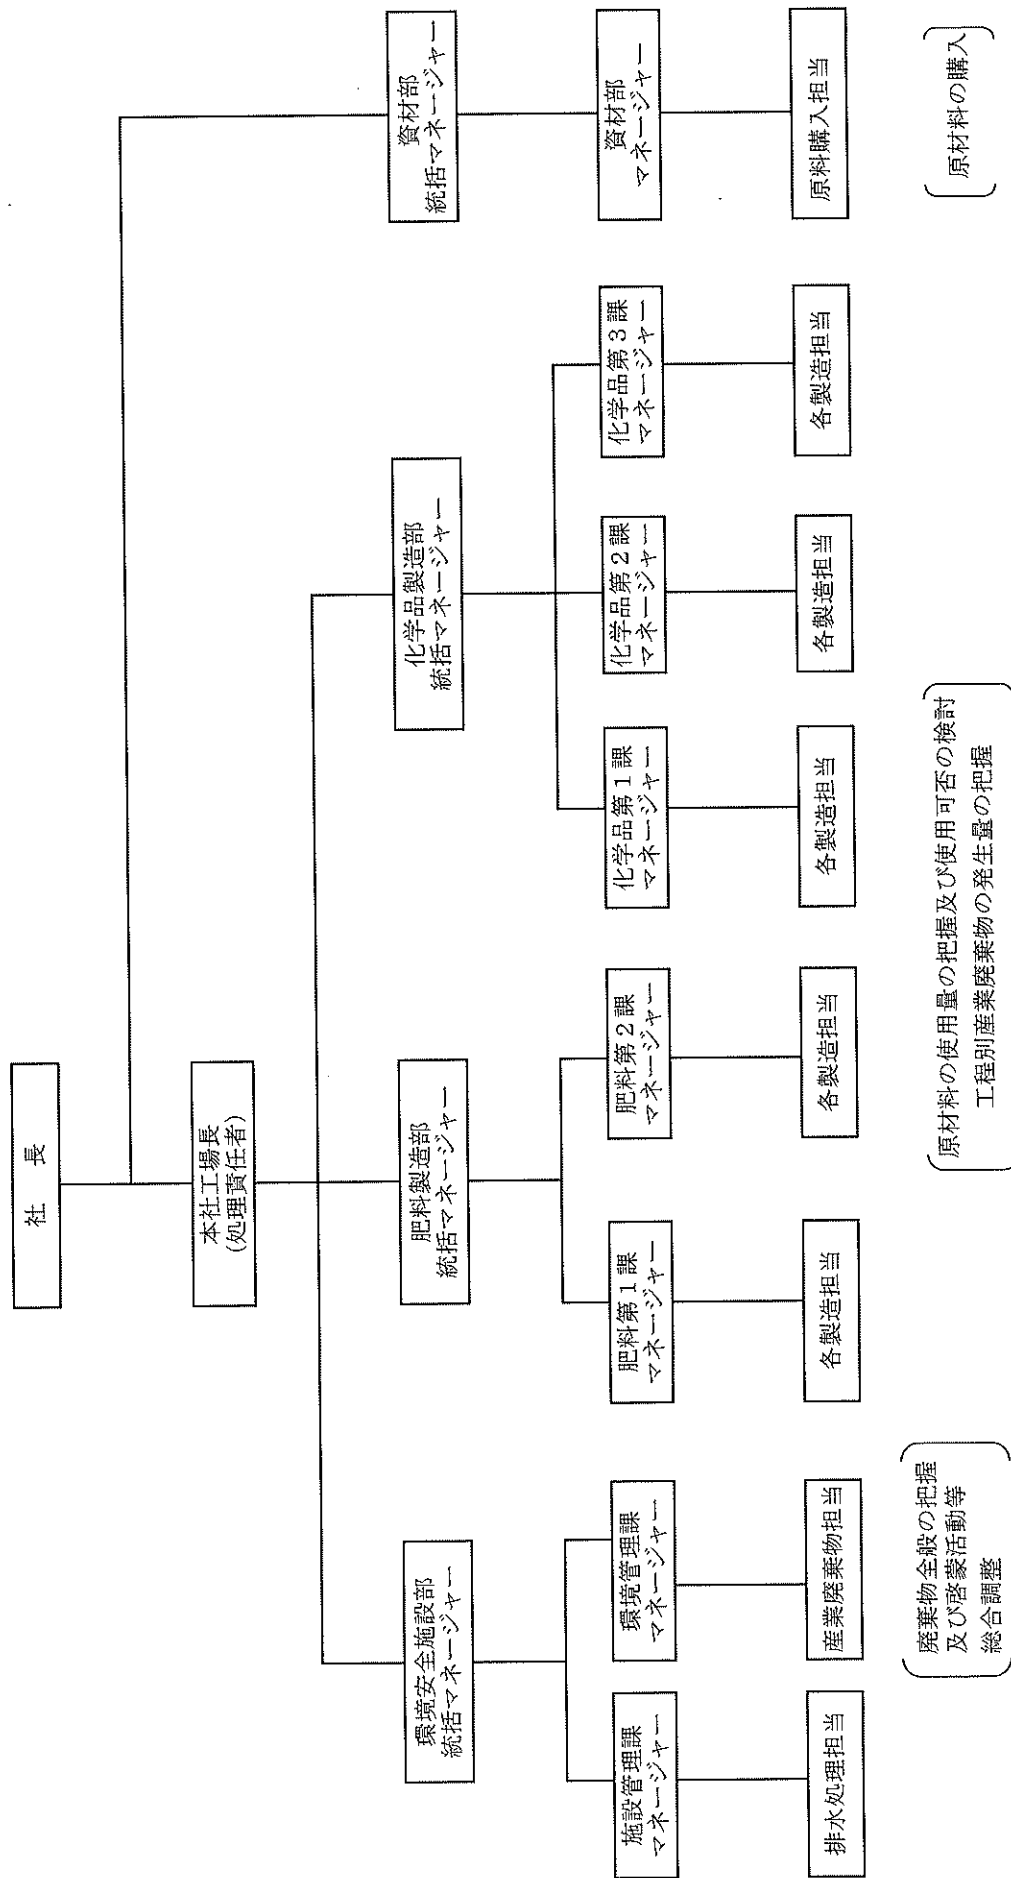 社　長
本社工場長
(処理責任者)
環境安全施設部
統括マネージャー
肥料製造部
統括マネージャー
化学品製造部
統括マネージャー
資材部
統括マネージャー
施設管理課
マネージャー
環境管理課
マネージャー
肥料第１課
マネージャー
肥料第２課
マネージャー
化学品第１課
マネージャー
化学品第２課
マネージャー
化学品第３課
マネージャー
資材部
マネージャー
排水処理担当
産業廃棄物担当
各製造担当
各製造担当
各製造担当
各製造担当
各製造担当
原料購入担当
廃棄物全般の把握
及び啓蒙活動等
総合調整
原材料の使用量の把握及び使用可否の検討
工程別産業廃棄物の発生量の把握
原材料の購入